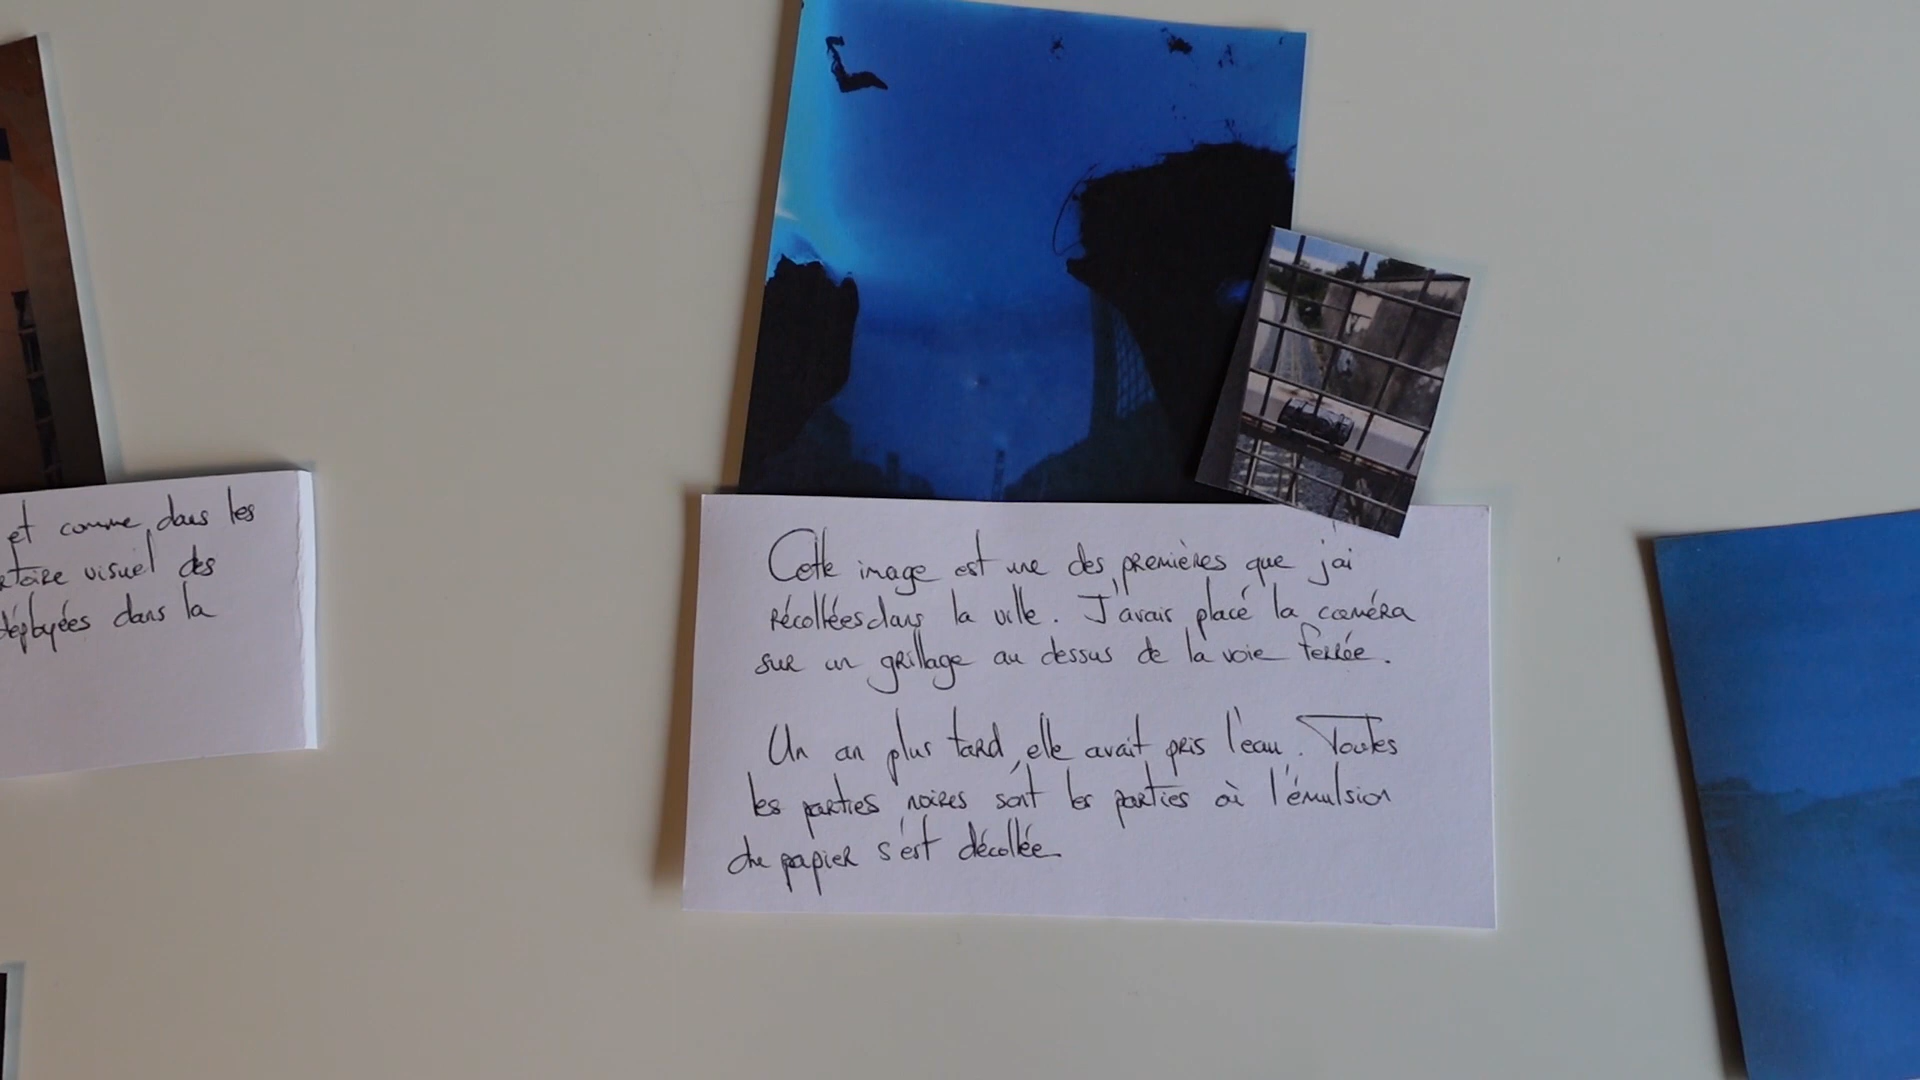 et comme dans les
toire visuel des
déployées dans la
Cette image est une des premières que j'ai
récollées dans la ville. J'avais placé la caméra
sur un grillage au dessus de la voie ferrée.
Un an plus tard, elle avait pris l'eau. Toutes
les parties noires sont les parties où l'émulsion
du papier s'est décollée.